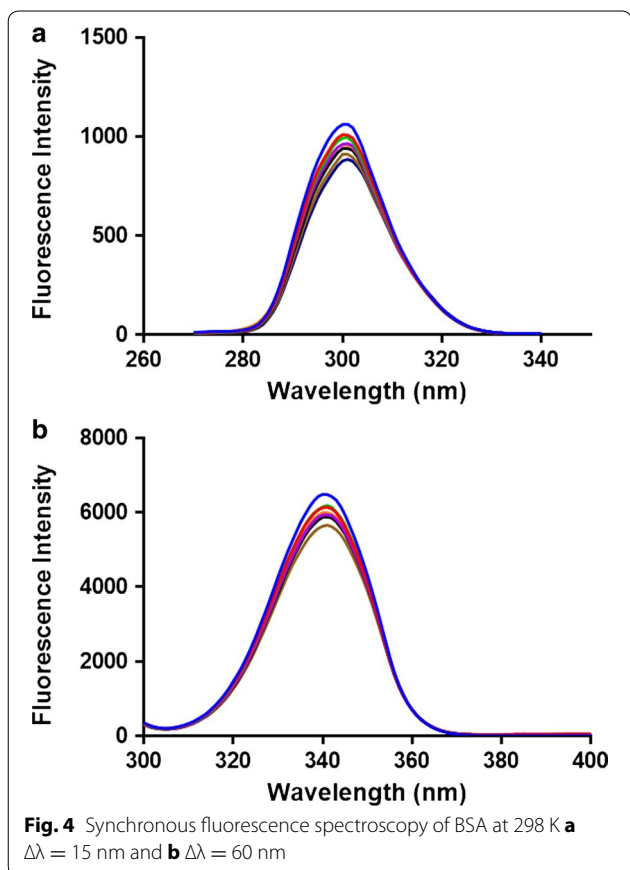 a
1500
1000
500
0
Fluorescence Intensity
260 280 300 320 340
Wavelength (nm)
b
8000
6000
4000
2000
0
Fluorescence Intensity
300 320 340 360 380 400
Wavelength (nm)
Fig. 4 Synchronous fluorescence spectroscopy of BSA at 298 K a
Δλ = 15 nm and b Δλ = 60 nm